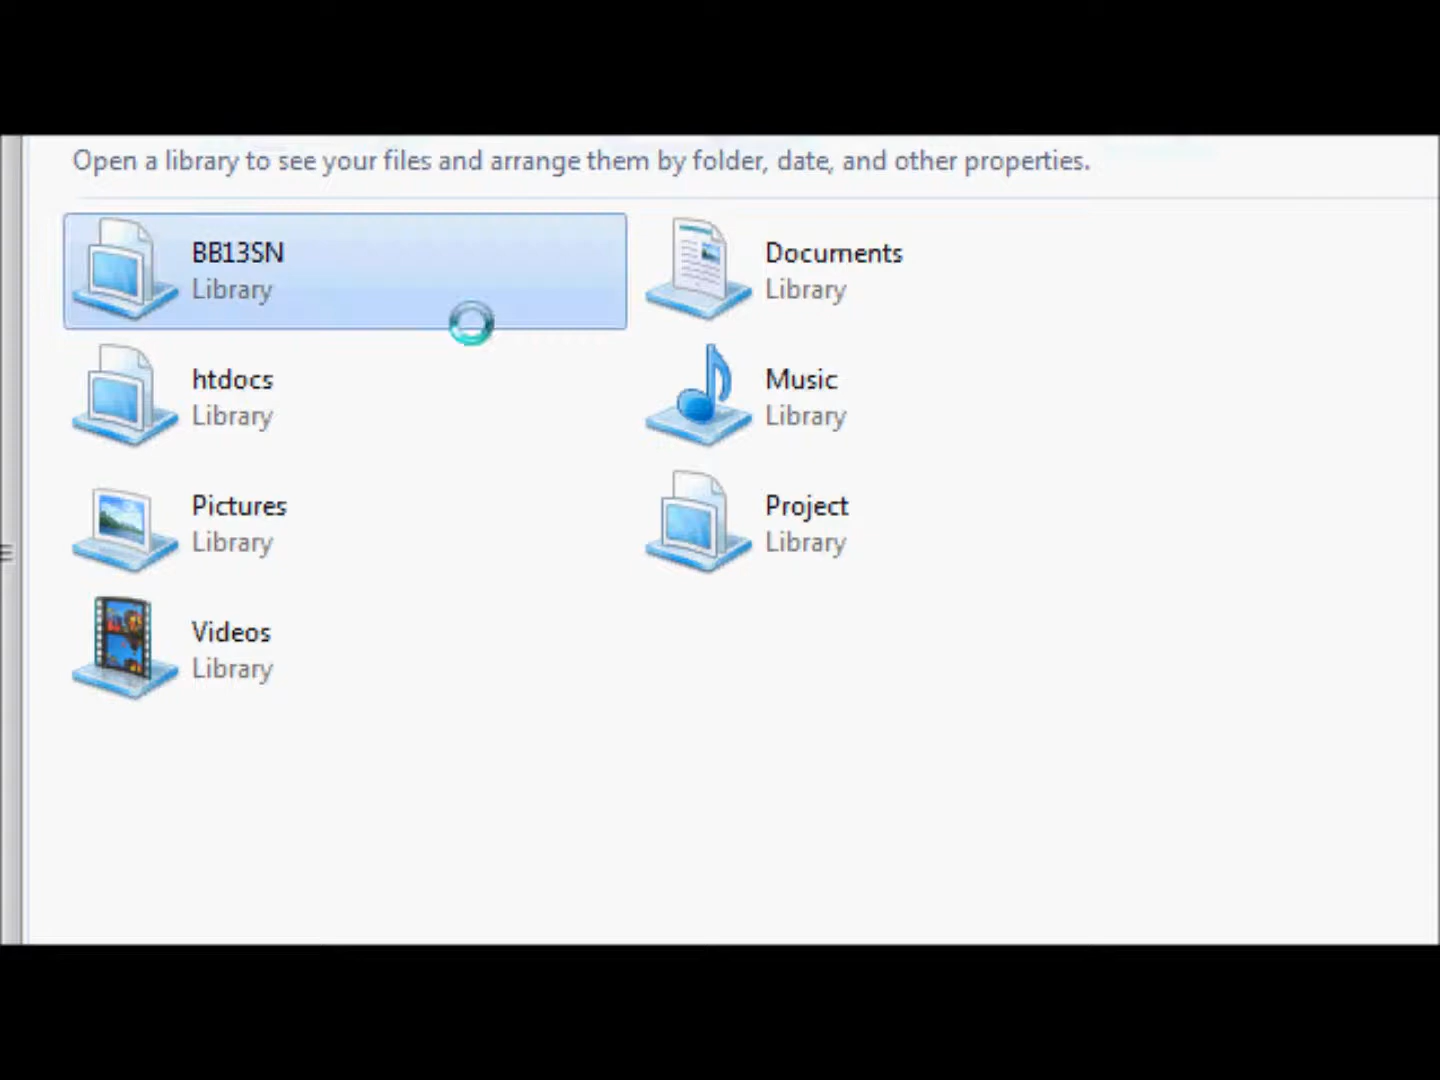 Open a library to see your files and arrange them by folder, date, and other properties.
BB13SN
Library
Documents
Library
htdocs
Library
Music
Library
Pictures
Library
Project
Library
Videos
Library